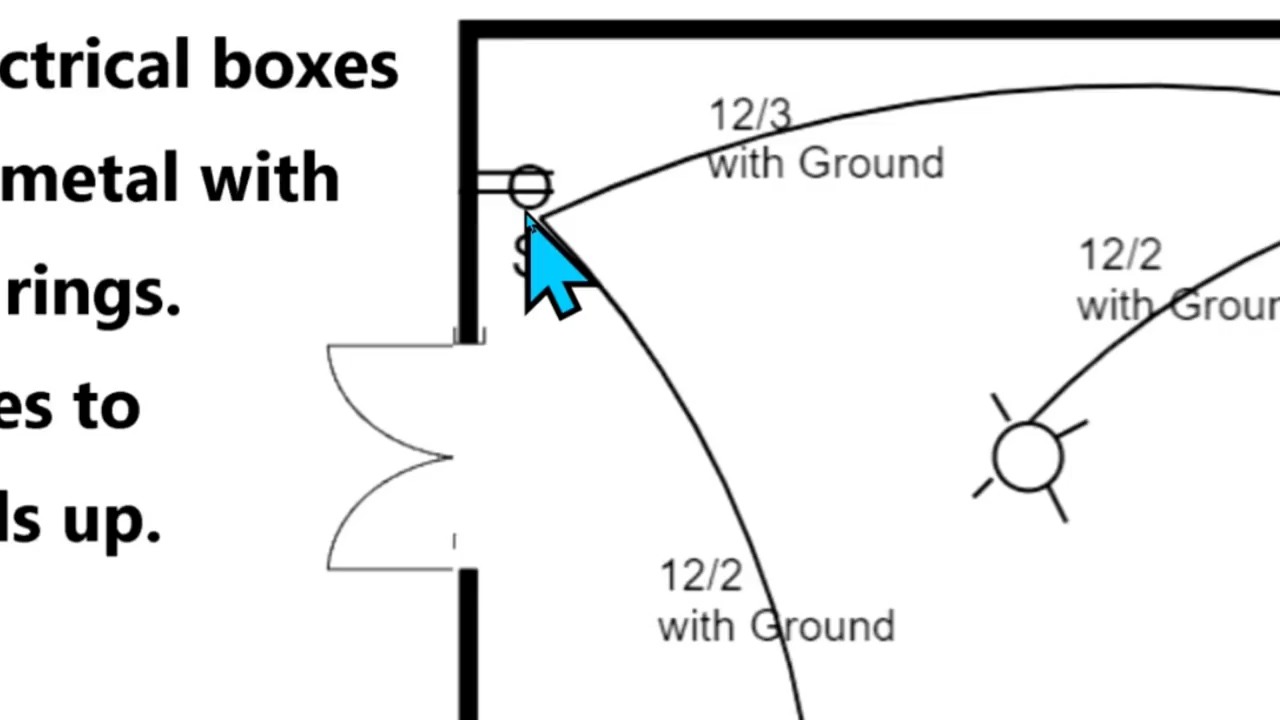 ctrical boxes
metal with
rings.
es to
ls up.
12/3
with Ground
12/2
with Groun
12/2
with Ground